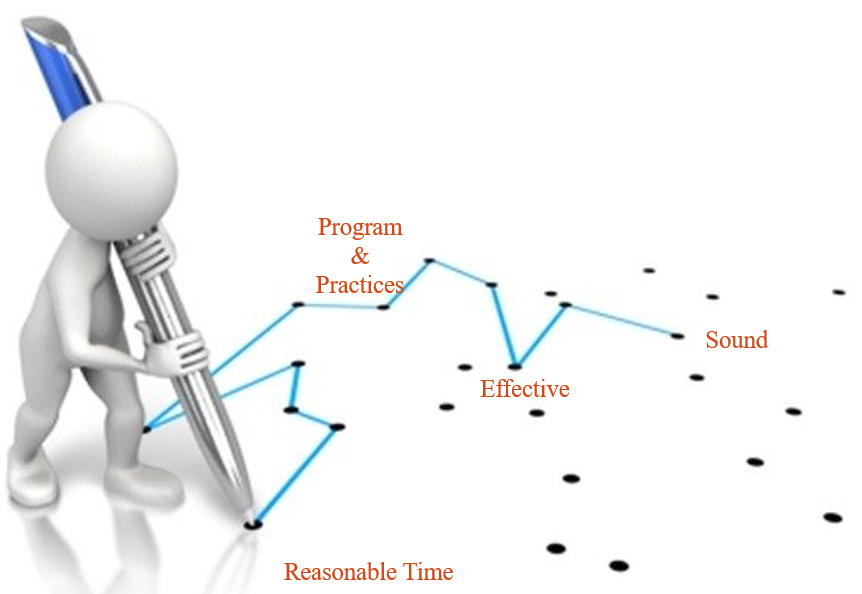 Program
&
Practices
Sound
Effective
Reasonable Time